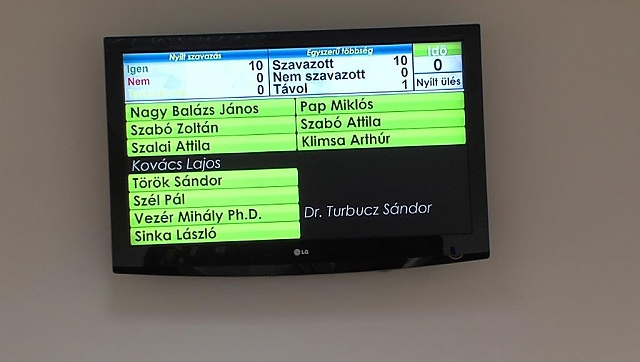 Nyílt szavazás
Igen 10
Nem 0
0
Egyszerű többség
Szavazott 10
Nem szavazott 0
Távol 1
Idő
0
Nyílt ülés
Nagy Balázs János
Szabó Zoltán
Szalai Attila
Kovács Lajos
Török Sándor
Szél Pál
Vezér Mihály Ph.D.
Sinka László
Pap Miklós
Szabó Attila
Klimsa Arthúr
Dr. Turbucz Sándor
LG